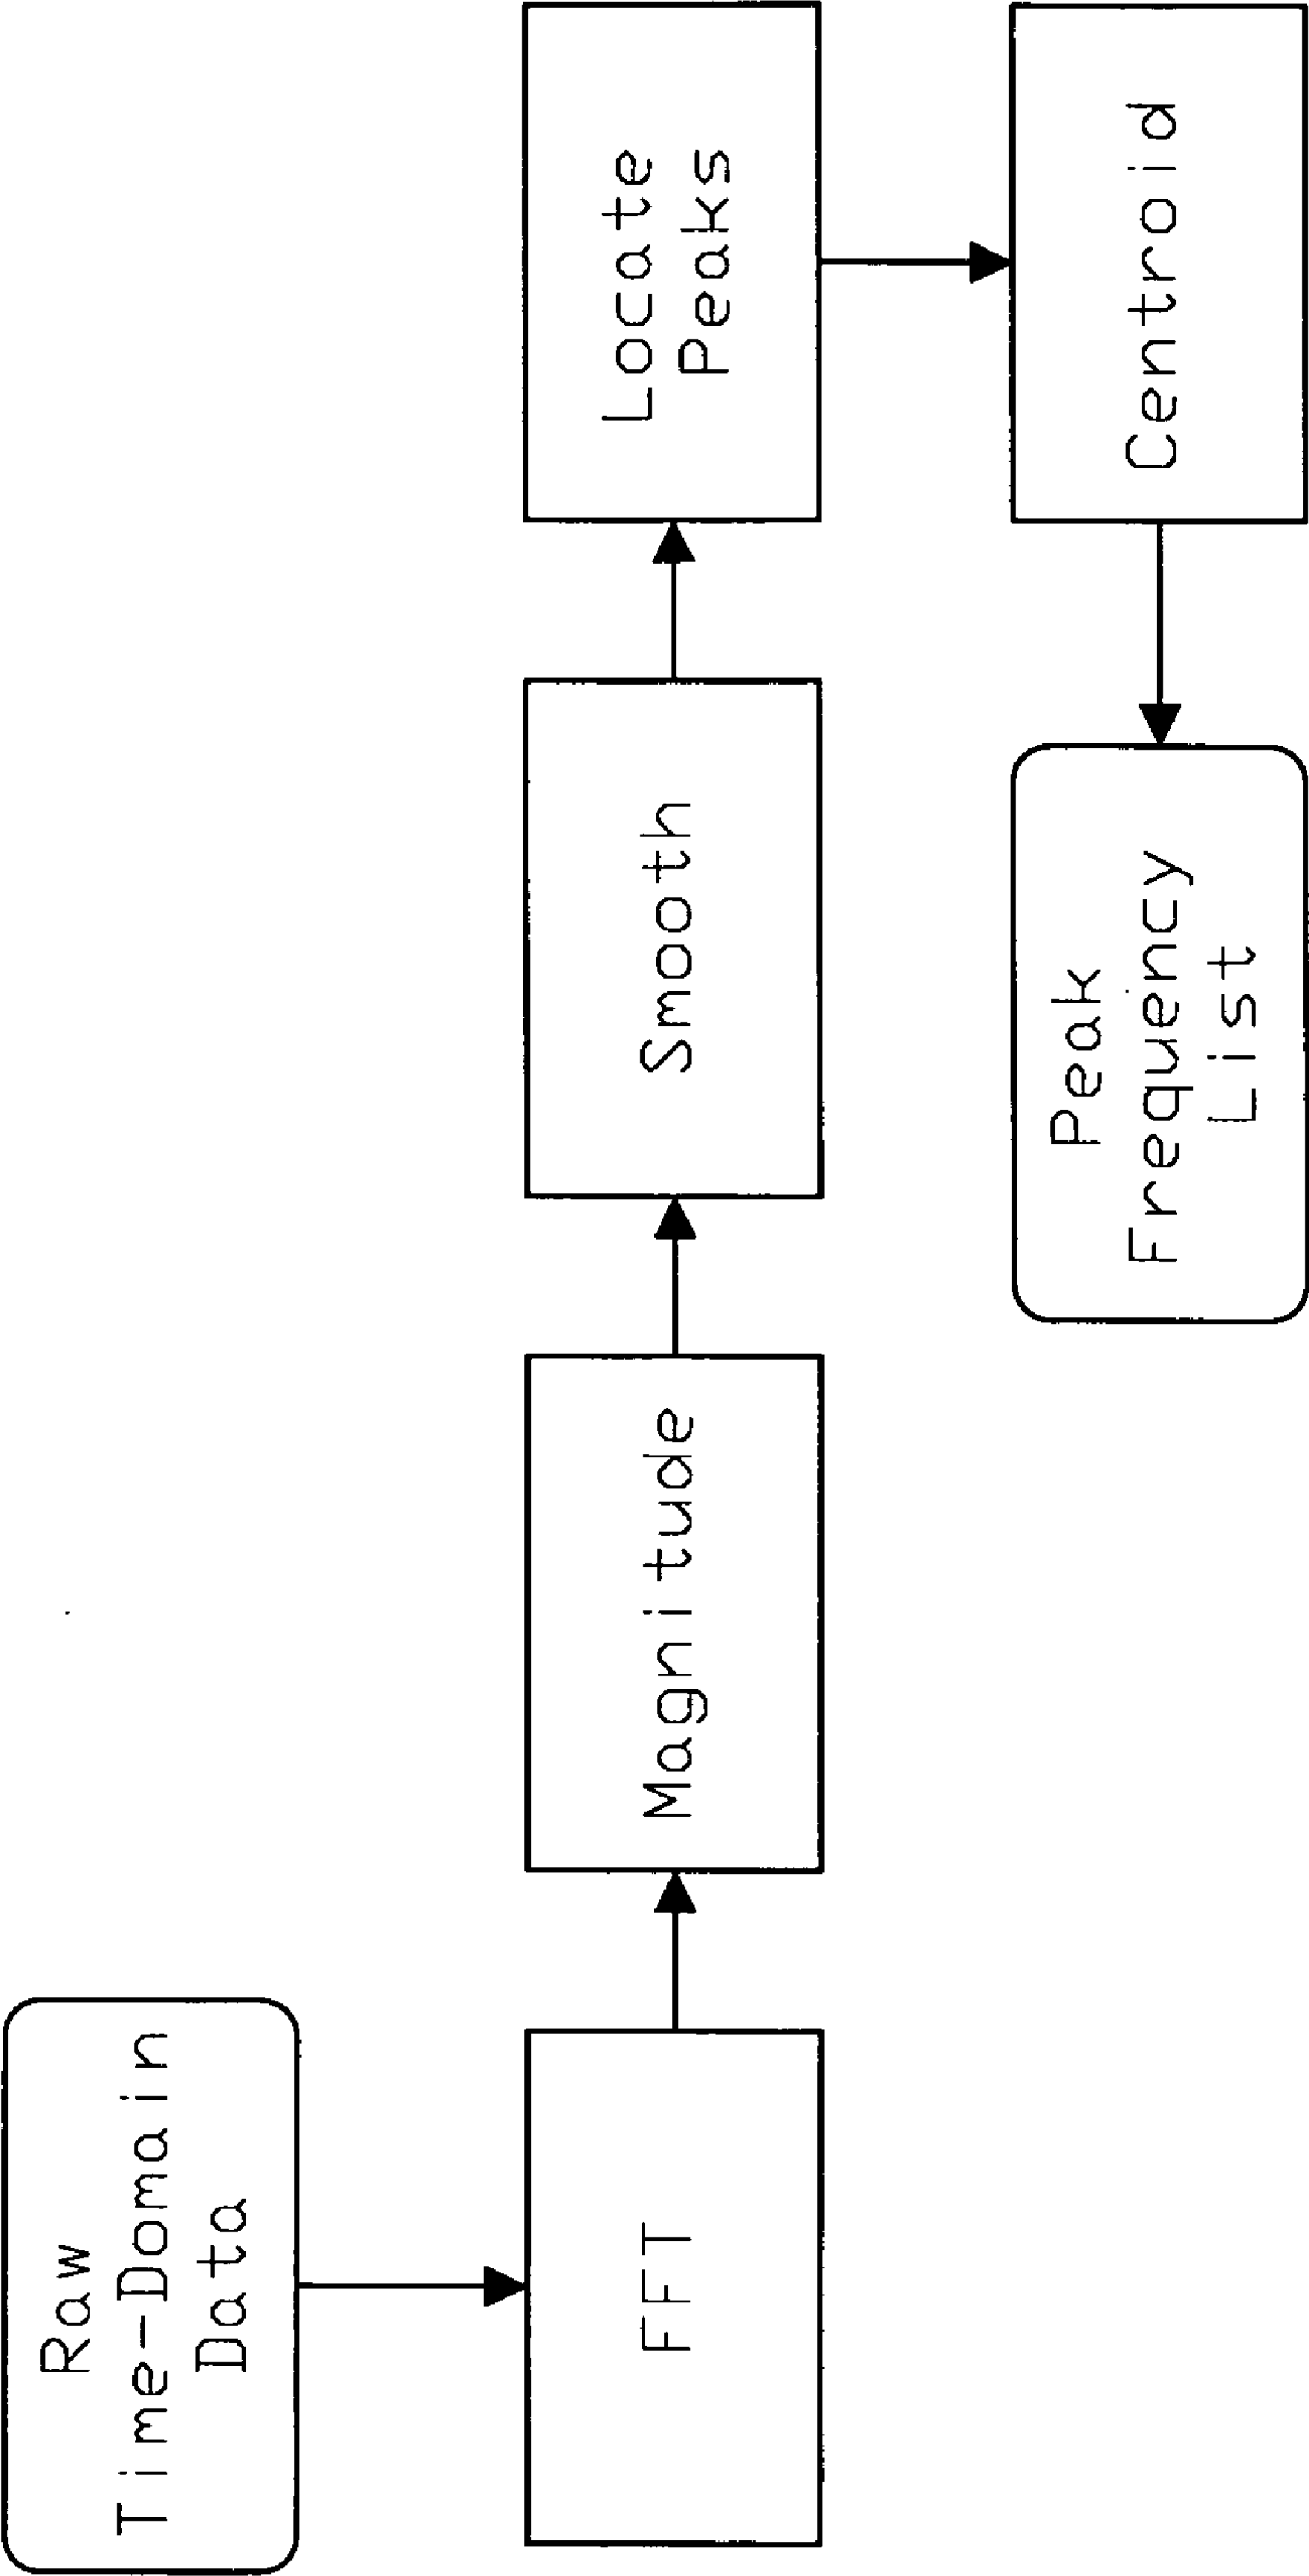 Raw
Time-Domain
Data
FFT
Magnitude
Smooth
Locate
Peaks
Centroid
Peak
Frequency
List